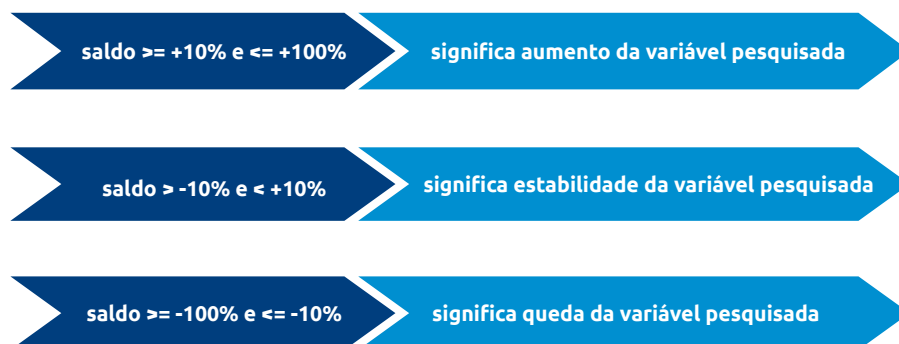 saldo >= +10% e <= +100%
significa aumento da variável pesquisada
saldo > -10% e < +10%
significa estabilidade da variável pesquisada
saldo >= -100% e <= -10%
significa queda da variável pesquisada